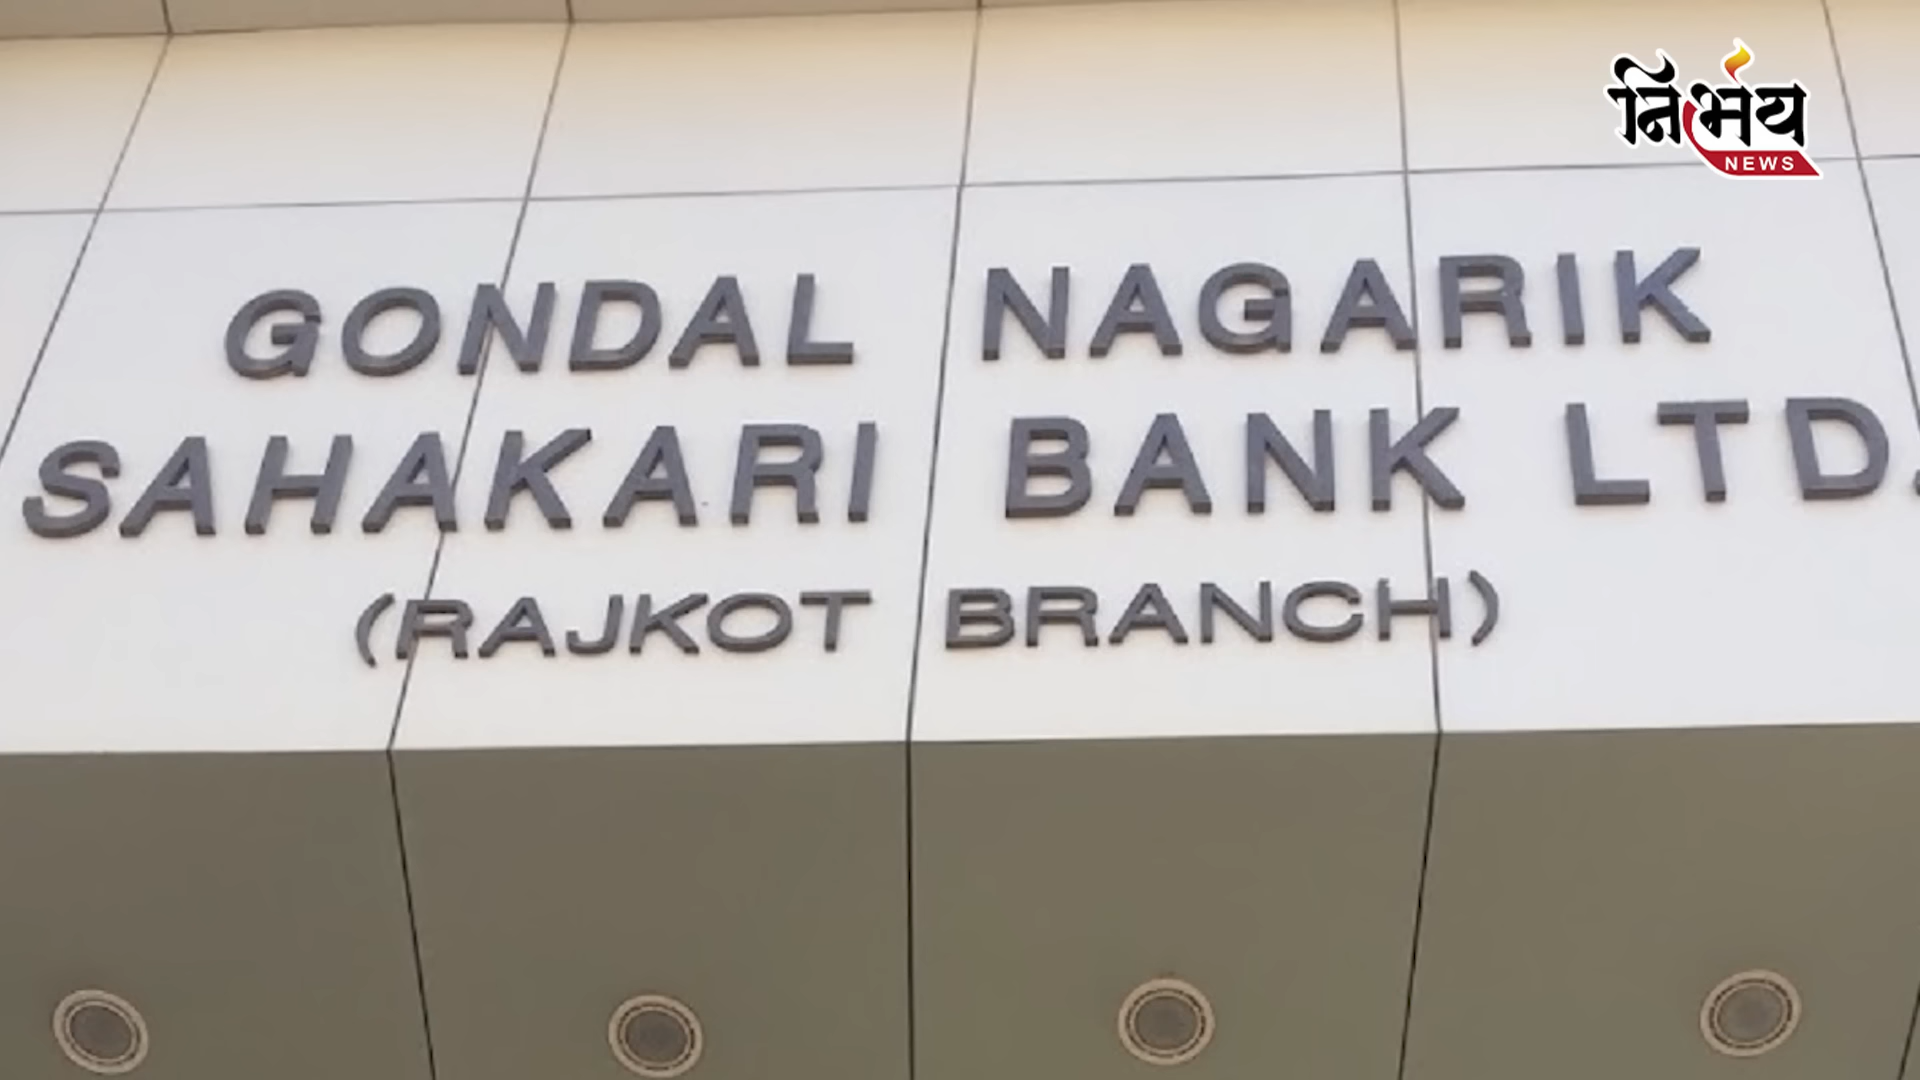 निर्भय
NEWS
GONDAL NAGARIK
SAHAKARI BANK LTD.
(RAJKOT BRANCH)